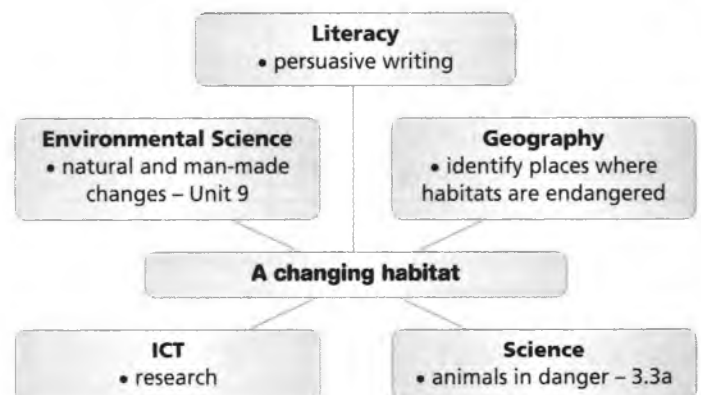 Literacy
• persuasive writing
Environmental Science
• natural and man-made
changes – Unit 9
Geography
• identify places where
habitats are endangered
A changing habitat
ICT
• research
Science
• animals in danger – 3.3a